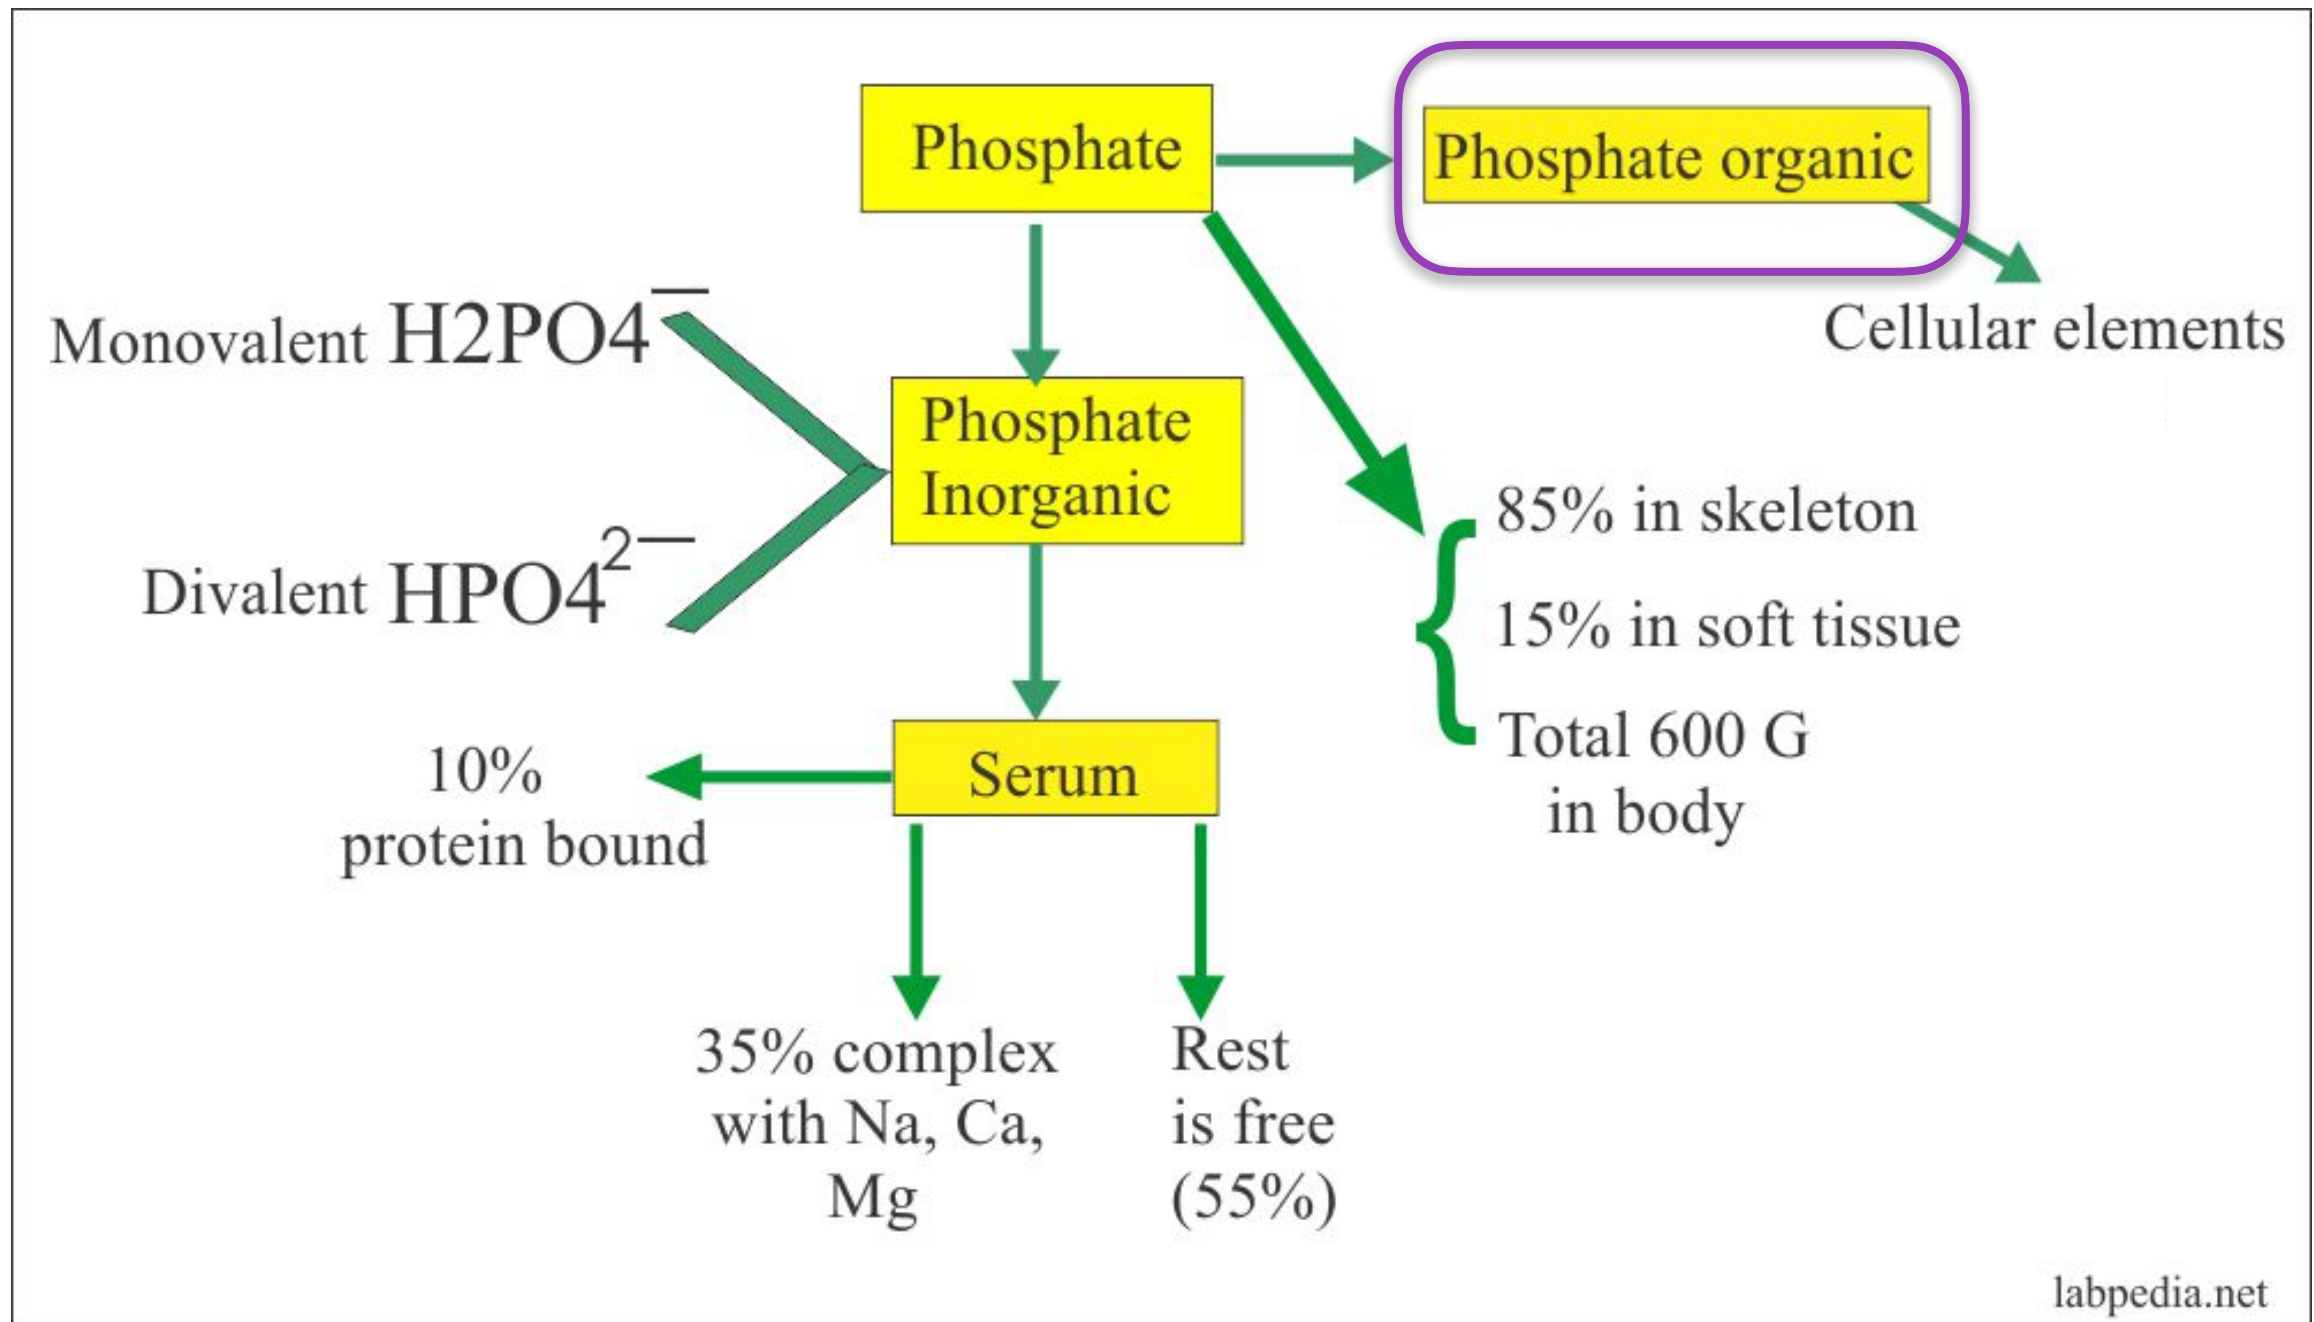 Phosphate
Phosphate organic
Cellular elements
Monovalent H2PO4—
Phosphate
Inorganic
Divalent HPO4 2—
85% in skeleton
15% in soft tissue
Total 600 G
in body
Serum
10%
protein bound
35% complex
with Na, Ca,
Mg
Rest
is free
(55%)
labpedia.net